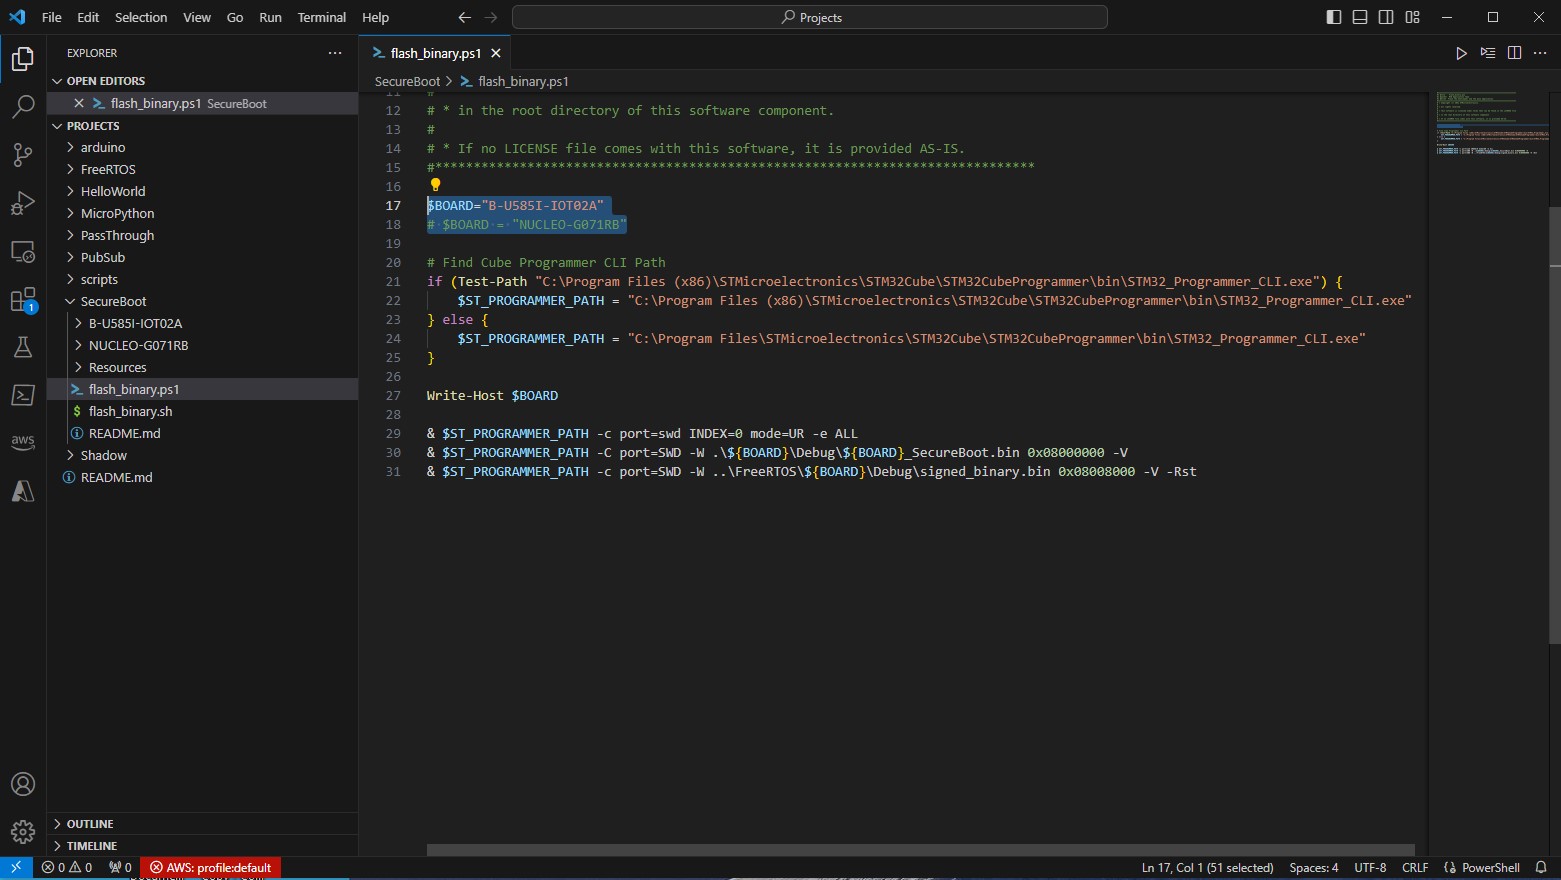 File Edit Selection View Go Run Terminal Help
Projects
EXPLORER
OPEN EDITORS
flash_binary.ps1 SecureBoot
PROJECTS
arduino
FreeRTOS
HelloWorld
MicroPython
PassThrough
PubSub
scripts
SecureBoot
B-U585I-IOT02A
NUCLEO-G071RB
Resources
flash_binary.ps1
flash_binary.sh
README.md
Shadow
README.md
OUTLINE
TIMELINE
1
aws
flash_binary.ps1
SecureBoot > flash_binary.ps1
11 #
12 # * in the root directory of this software component.
13 #
14 # * If no LICENSE file comes with this software, it is provided AS-IS.
15 #******************************************************************************
16
17 $BOARD="B-U585I-IOT02A"
18 # $BOARD = "NUCLEO-G071RB"
19
20 # Find Cube Programmer CLI Path
21 if (Test-Path "C:\Program Files (x86)\STMicroelectronics\STM32Cube\STM32CubeProgrammer\bin\STM32_Programmer_CLI.exe") {
22 $ST_PROGRAMMER_PATH = "C:\Program Files (x86)\STMicroelectronics\STM32Cube\STM32CubeProgrammer\bin\STM32_Programmer_CLI.exe"
23 } else {
24 $ST_PROGRAMMER_PATH = "C:\Program Files\STMicroelectronics\STM32Cube\STM32CubeProgrammer\bin\STM32_Programmer_CLI.exe"
25 }
26
27 Write-Host $BOARD
28
29 & $ST_PROGRAMMER_PATH -c port=swd INDEX=0 mode=UR -e ALL
30 & $ST_PROGRAMMER_PATH -C port=SWD -W .\${BOARD}\Debug\${BOARD}_SecureBoot.bin 0x08000000 -V
31 & $ST_PROGRAMMER_PATH -c port=SWD -W ..\FreeRTOS\${BOARD}\Debug\signed_binary.bin 0x08008000 -V -Rst
0 0 0 AWS: profile:default
Ln 17, Col 1 (51 selected) Spaces: 4 UTF-8 CRLF {} PowerShell